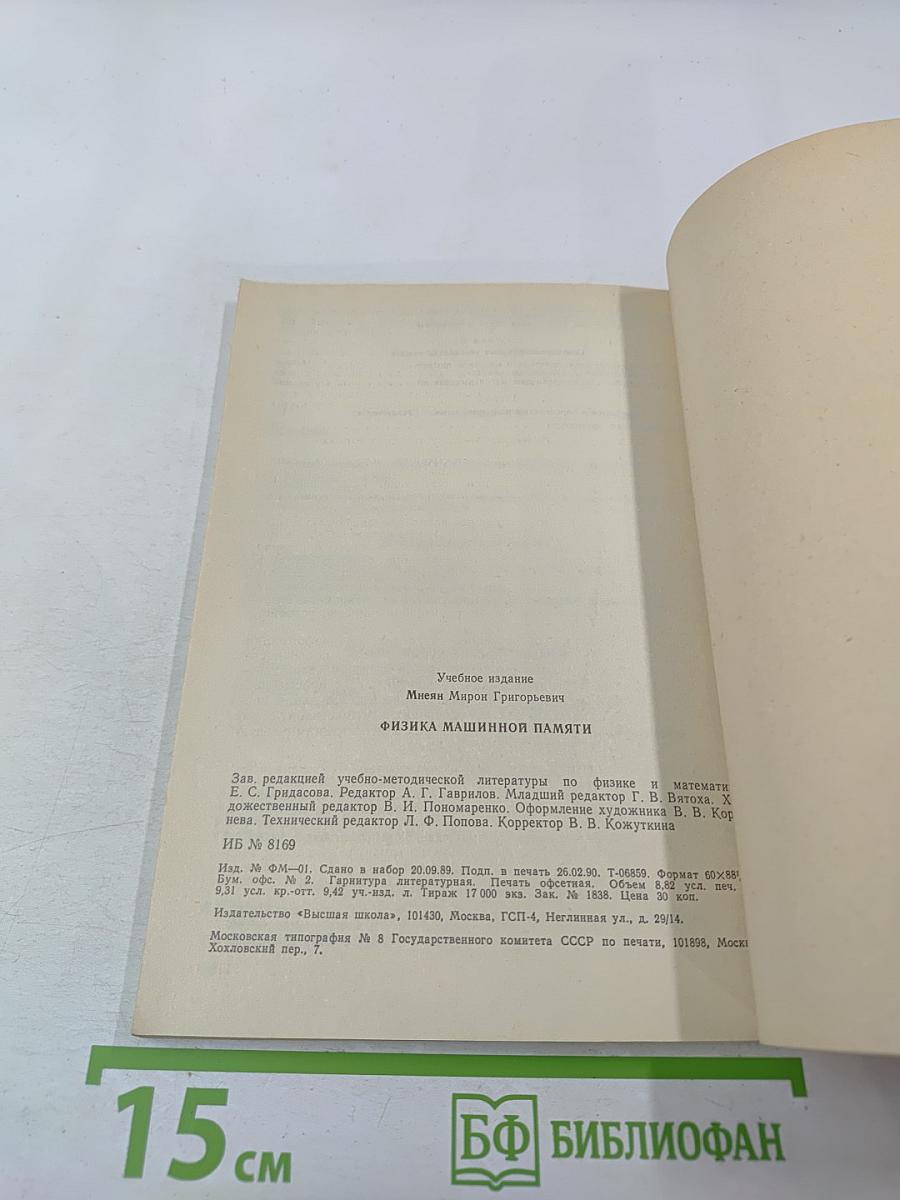 Учебное издание
Мнеян Мирон Григорьевич
ФИЗИКА МАШИННОЙ ПАМЯТИ
Зав. редакцией учебно-методической литературы по физике и математи
Е. С. Гридасова. Редактор А. Г. Гаврилов. Младший редактор Г. В. Вятоха. Х
дожественный редактор В. И. Пономаренко. Оформление художника В. В. Кор
нева. Технический редактор Л. Ф. Попова. Корректор В. В. Кожуткина
ИБ № 8169
Изд. № ФМ—01. Сдано в набор 20.09.89. Подп. в печать 26.02.90. Т-06859. Формат 60×88
Бум. офс. № 2. Гарнитура литературная. Печать офсетная. Объем 8,82 усл. печ.
9,31 усл. кр.-отт. 9,42 уч.-изд. л. Тираж 17 000 экз. Зак. № 1838. Цена 30 коп.
Издательство «Высшая школа», 101430, Москва, ГСП-4, Неглинная ул., д. 29/14.
Московская типография № 8 Государственного комитета СССР по печати, 101898, Моск
Хохловский пер., 7.
15 см
БФ БИБЛИОФАН